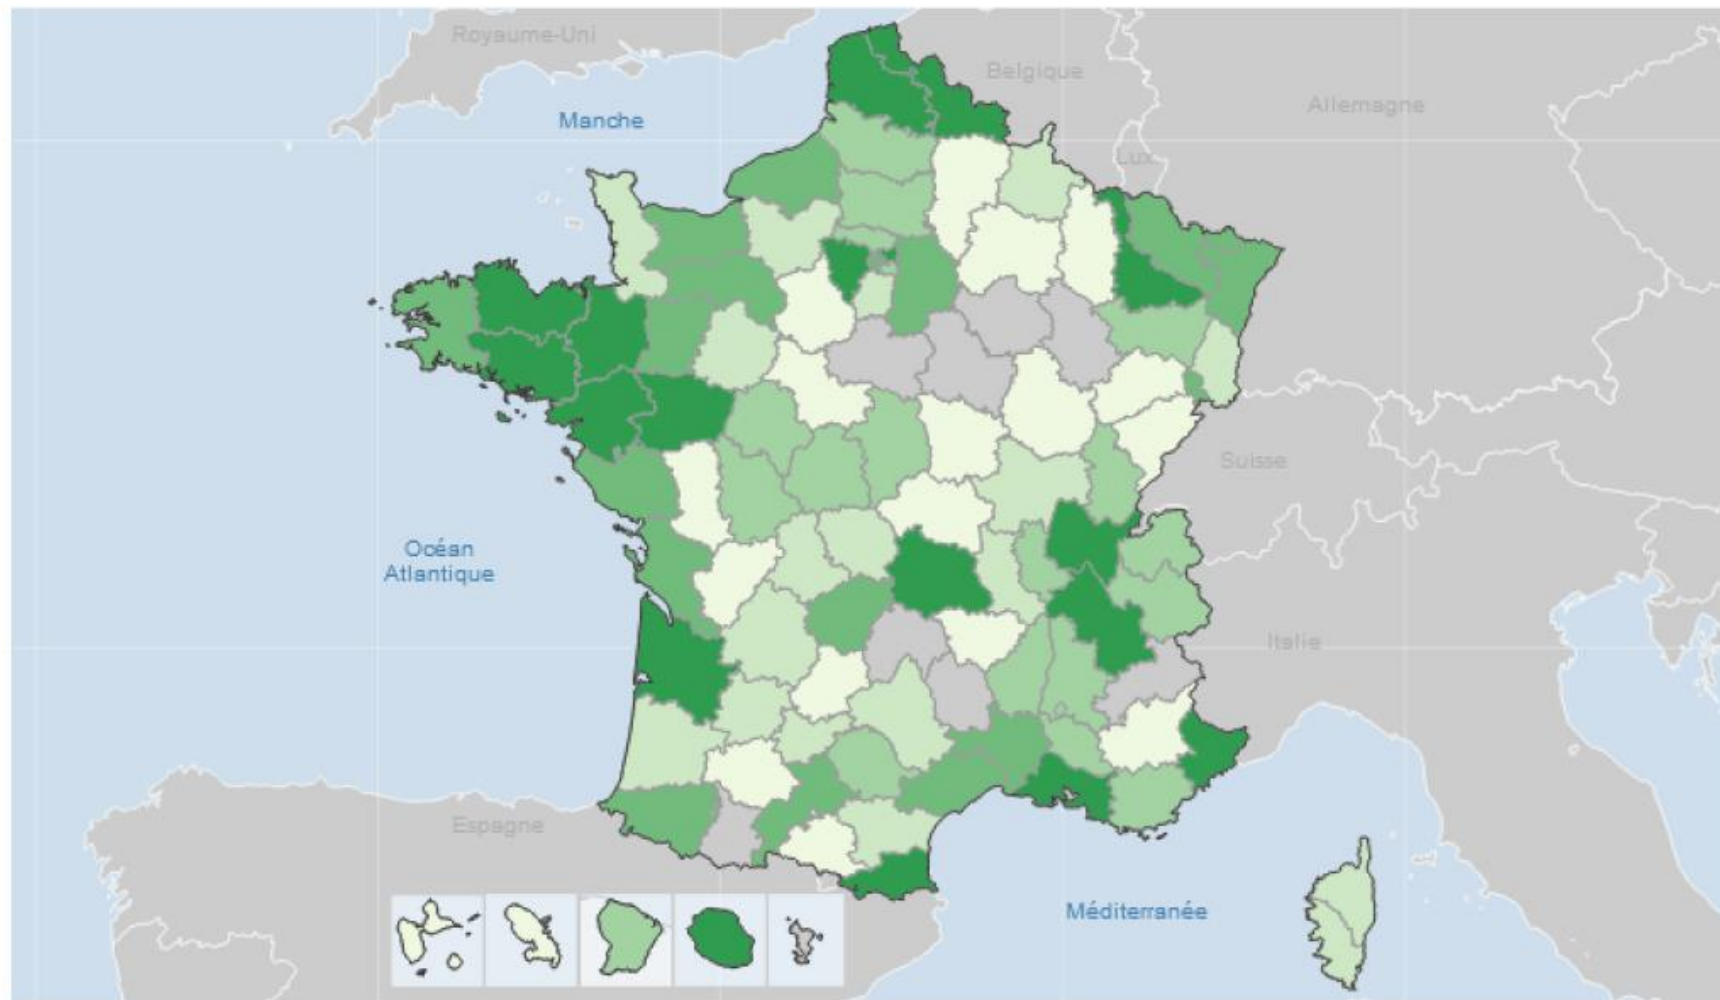 Royaume-Uni
Belgique
Allemagne
Manche
Lux
Suisse
Océan
Atlantique
Italie
Espagne
Méditerranée